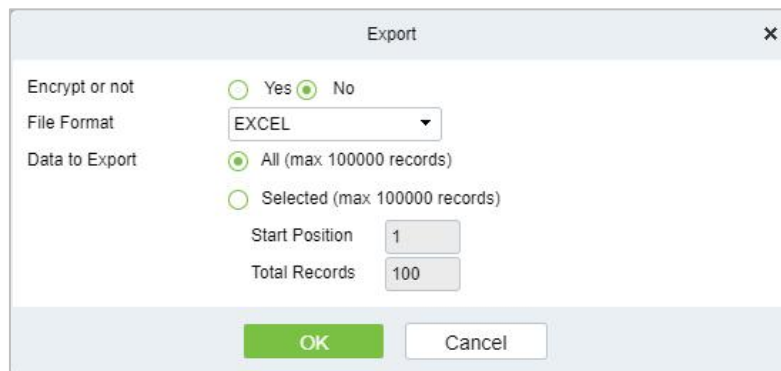 Export
Encrypt or not Yes No
File Format EXCEL
Data to Export All (max 100000 records)
Selected (max 100000 records)
Start Position 1
Total Records 100
OK Cancel